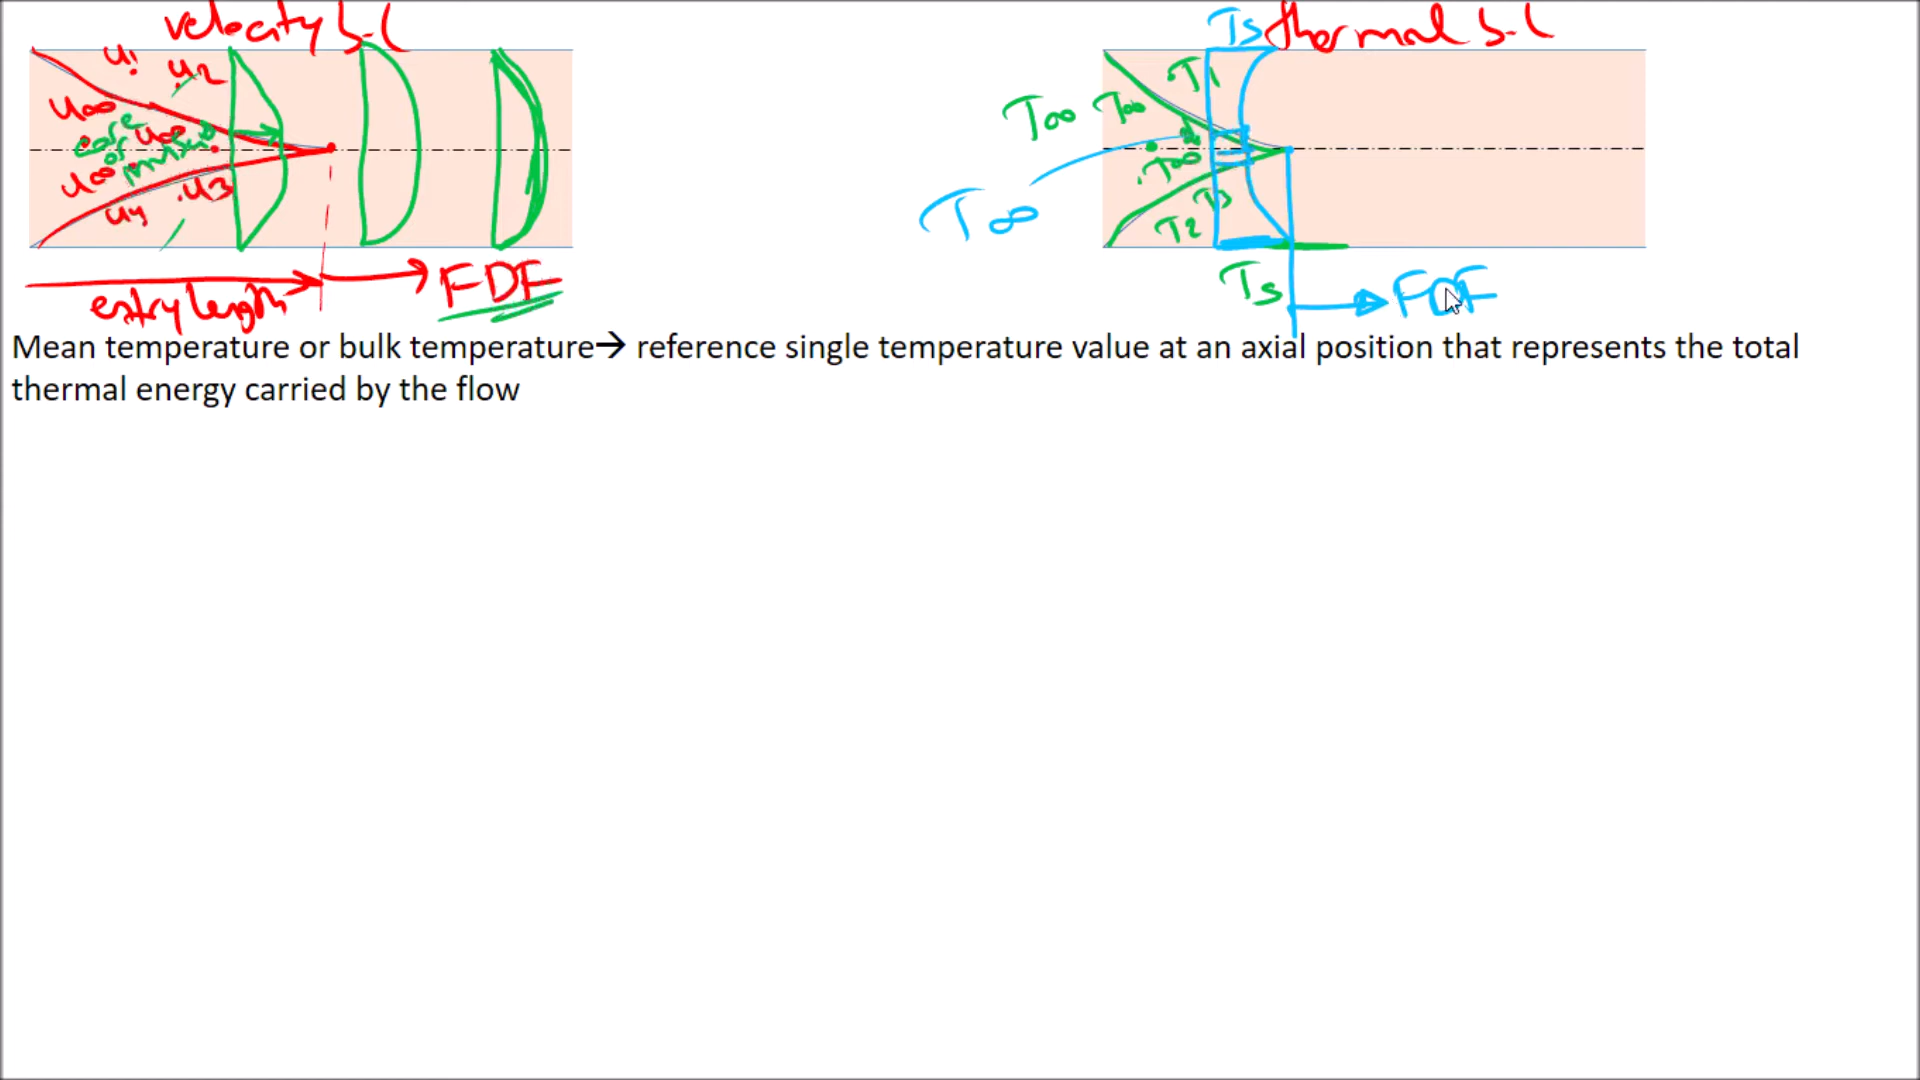 velocity b.L
u1
u2
u∞
u∞
core
of
u∞
u3
u4
entry length
FDF
Ts thermal b.L
T1
T∞ T∞
T∞
T∞
T3
T2
Ts
FDF
Mean temperature or bulk temperature→ reference single temperature value at an axial position that represents the total
thermal energy carried by the flow